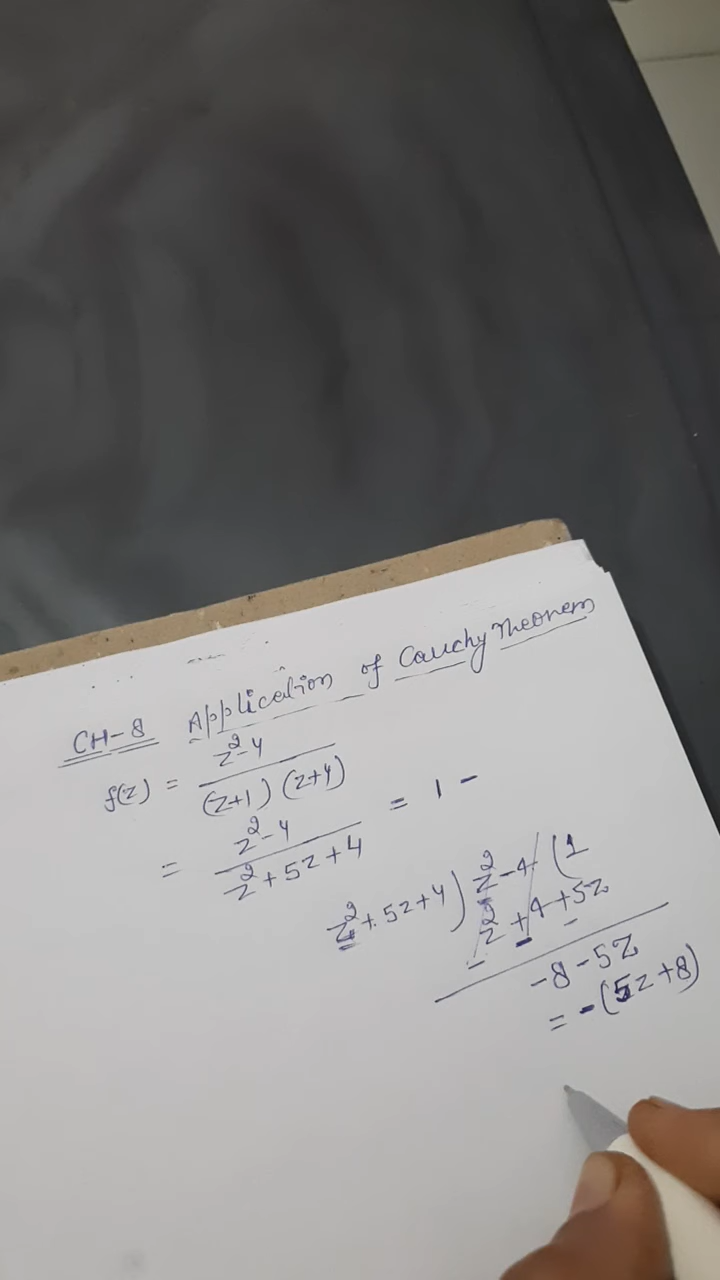 CH-8 Application of Cauchy Theorem
f(z) = z²-4 / (z+1) (z+4)
= z²-4 / z²+5z+4 = 1 -
z²+5z+4) z²-4 (1
z²+4+5z
-8-5z
= -(5z+8)